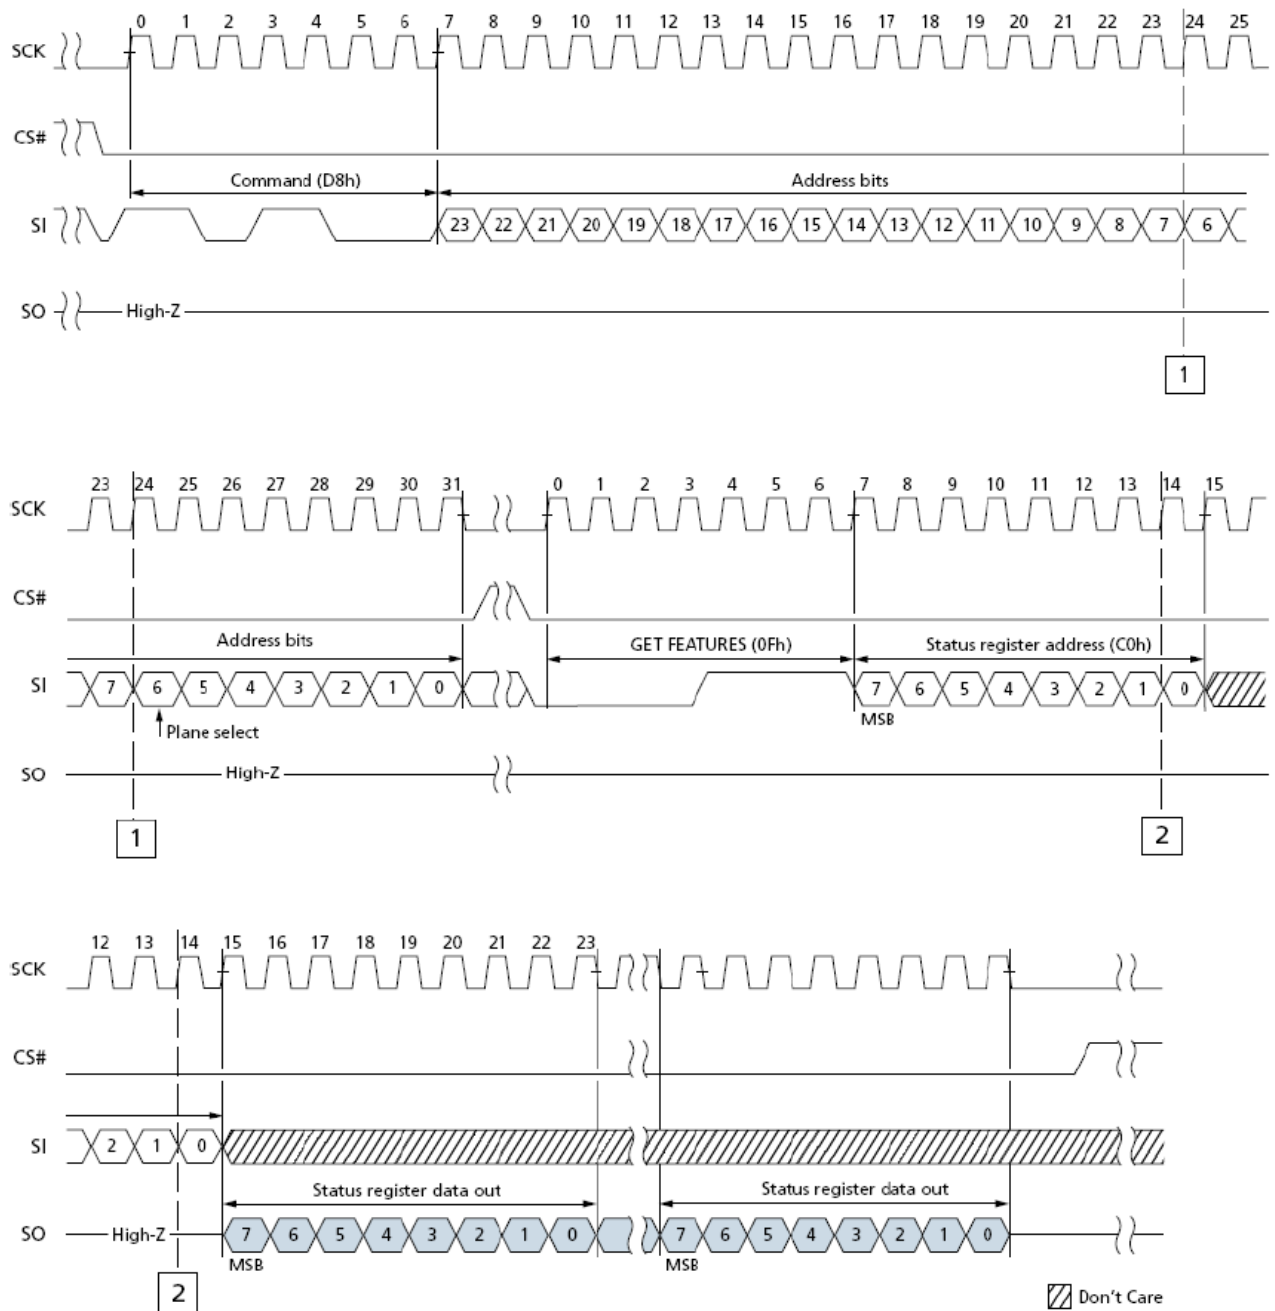 0 1 2 3 4 5 6 7 8 9 10 11 12 13 14 15 16 17 18 19 20 21 22 23 24 25
SCK
CS#
Command (D8h) Address bits
SI 23 22 21 20 19 18 17 16 15 14 13 12 11 10 9 8 7 6
SO High-Z
1
23 24 25 26 27 28 29 30 31 0 1 2 3 4 5 6 7 8 9 10 11 12 13 14 15
SCK
CS#
Address bits GET FEATURES (0Fh) Status register address (C0h)
SI 7 6 5 4 3 2 1 0 7 6 5 4 3 2 1 0
Plane select MSB
SO High-Z
1 2
12 13 14 15 16 17 18 19 20 21 22 23
SCK
CS#
SI 2 1 0
Status register data out Status register data out
SO High-Z 7 6 5 4 3 2 1 0 7 6 5 4 3 2 1 0
MSB MSB
2 Don't Care